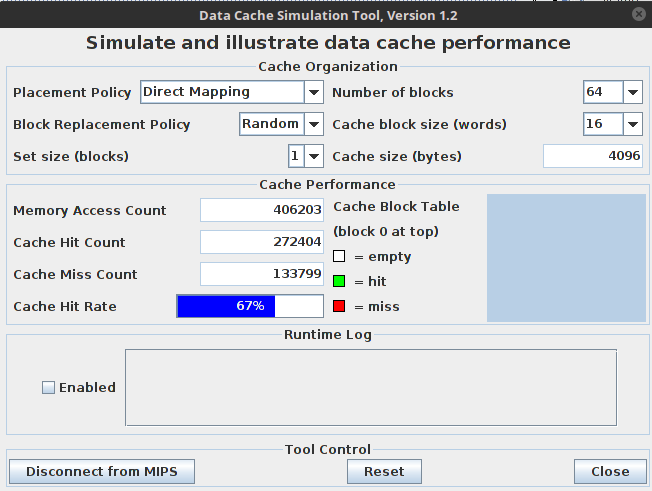 Data Cache Simulation Tool, Version 1.2
Simulate and illustrate data cache performance
Cache Organization
Placement Policy Direct Mapping Number of blocks 64
Block Replacement Policy Random Cache block size (words) 16
Set size (blocks) 1 Cache size (bytes) 4096
Cache Performance
Memory Access Count 406203 Cache Block Table
(block 0 at top)
Cache Hit Count 272404
= empty
Cache Miss Count 133799
= hit
Cache Hit Rate 67% = miss
Runtime Log
Enabled
Tool Control
Disconnect from MIPS Reset Close